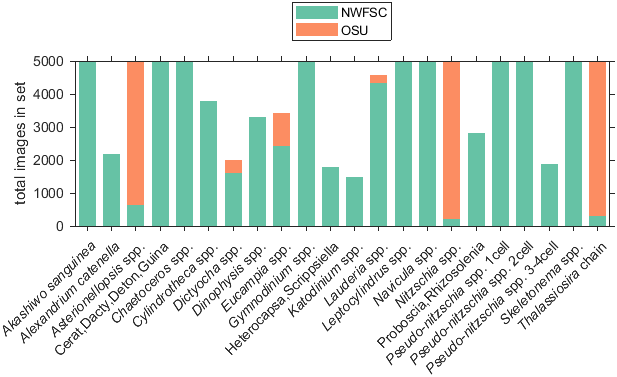 NWFSC
OSU
total images in set
5000
4000
3000
2000
1000
0
Akashiwo sanguinea
Alexandrium catenella
Asterionellopsis spp.
Cerat,Dacty,Deton,Guina
Chaetoceros spp.
Cylindrotheca spp.
Dictyocha spp.
Dinophysis spp.
Eucampia spp.
Gymnodinium spp.
Heterocapsa,Scrippsiella
Katodinium spp.
Lauderia spp.
Leptocylindrus spp.
Navicula spp.
Nitzschia spp.
Proboscia,Rhizosolenia
Pseudo-nitzschia spp. 1cell
Pseudo-nitzschia spp. 2cell
Pseudo-nitzschia spp. 3-4cell
Skeletonema spp.
Thalassiosira chain